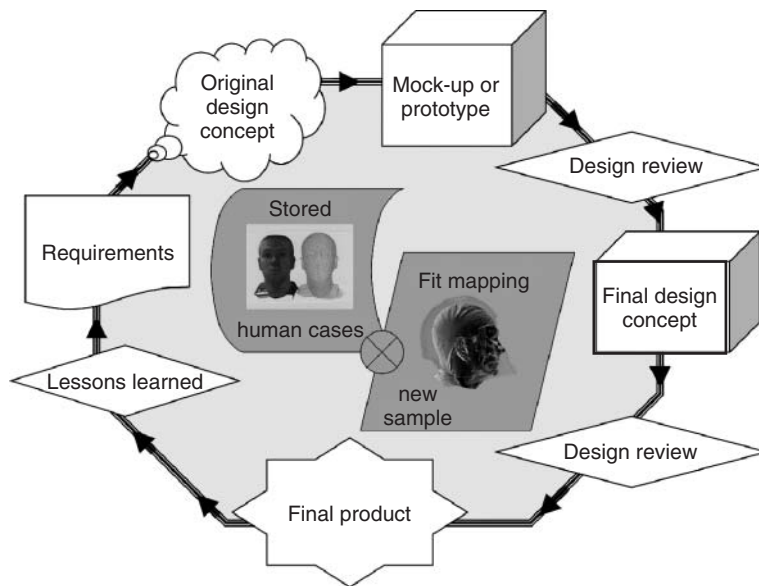 Original
design
concept
Mock-up or
prototype
Design review
Requirements
Stored
human cases
Fit mapping
new
sample
Final design
concept
Lessons learned
Design review
Final product